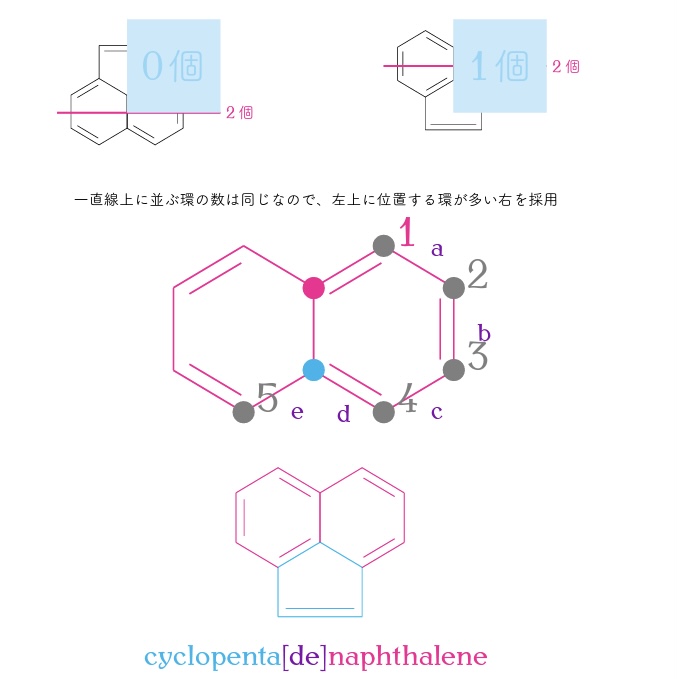 0個
1個
2個
2個
一直線上に並ぶ環の数は同じなので、左上に位置する環が多い右を採用
1
a
2
b
3
5
4
e
d
c
cyclopenta[de]naphthalene